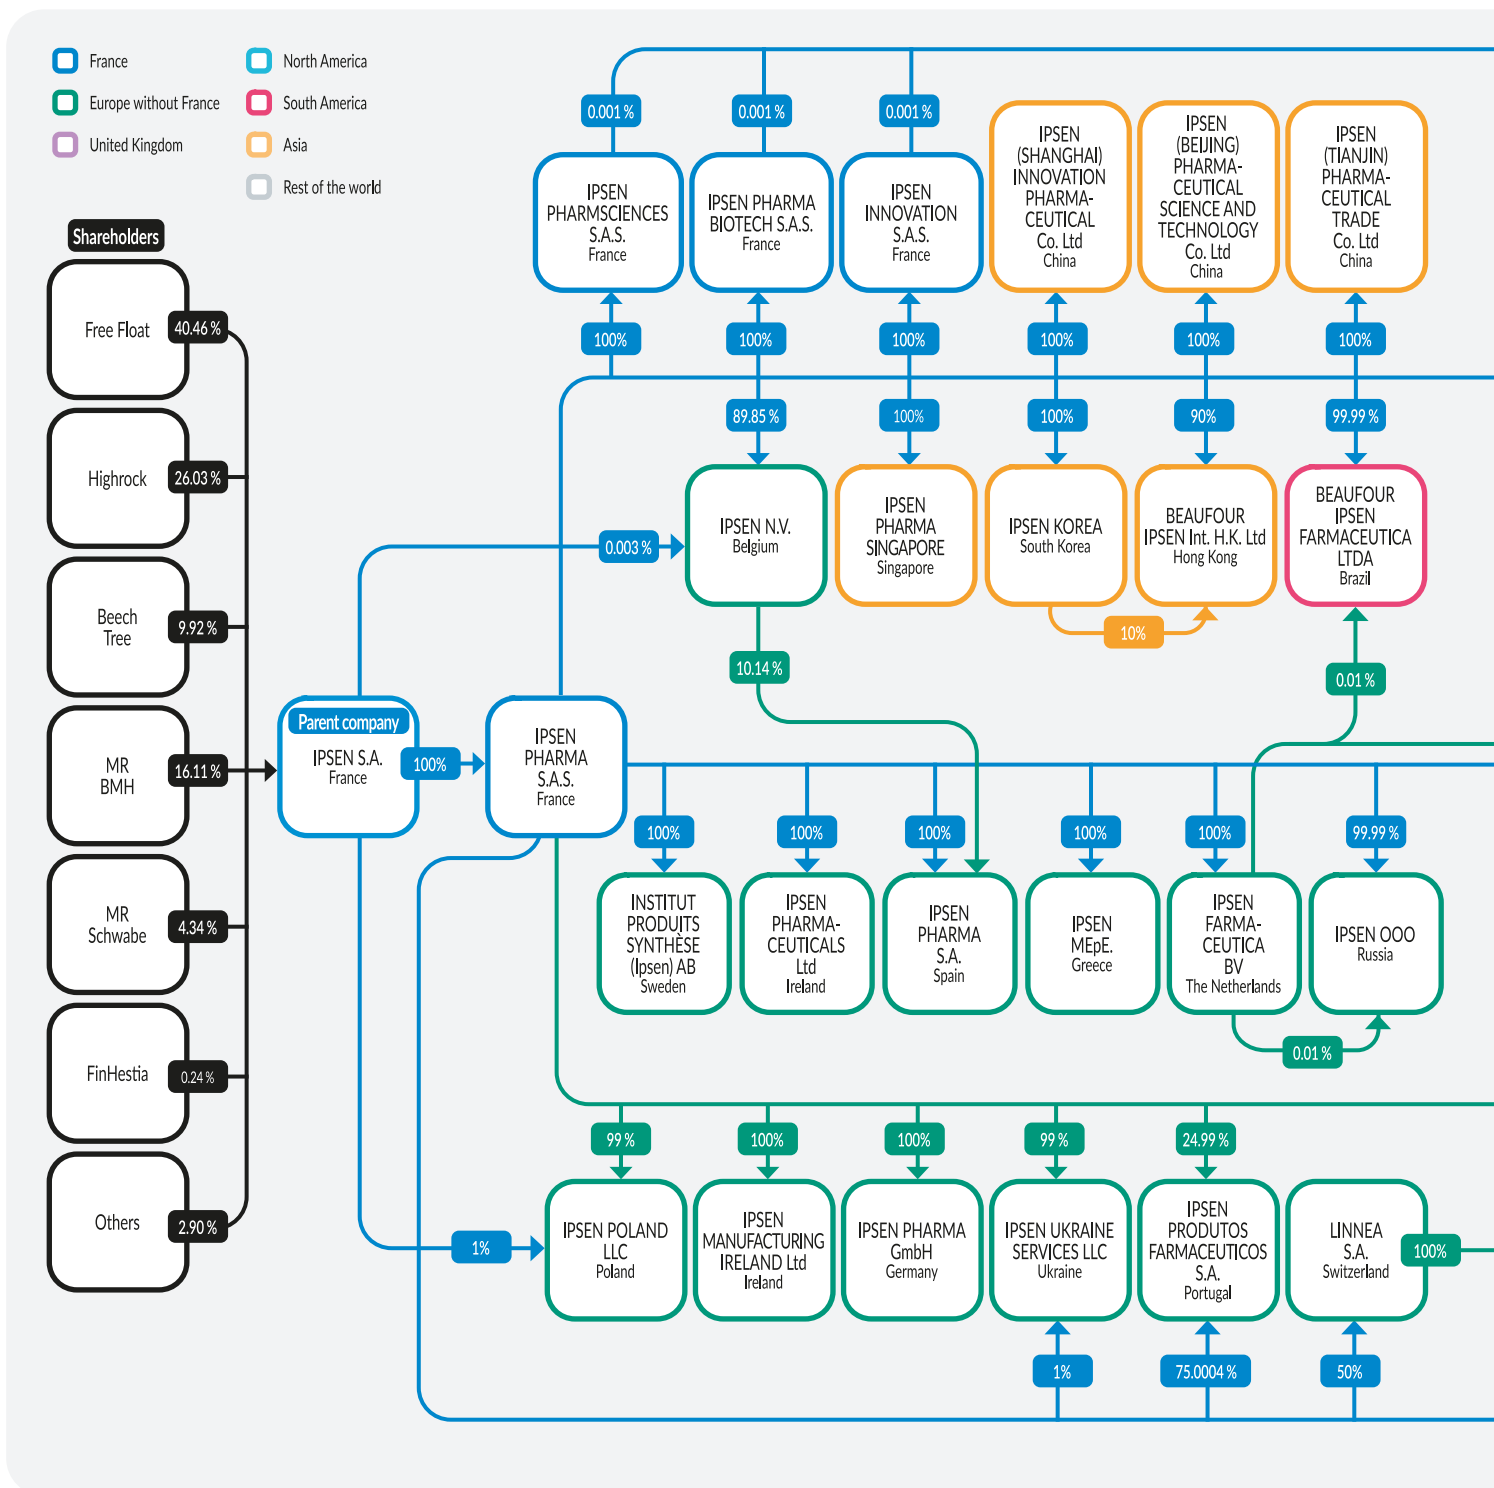 France
Europe without France
United Kingdom
North America
South America
Asia
Rest of the world
Shareholders
Free Float
40.46 %
Highrock
26.03 %
Beech
Tree
9.92 %
MR
BMH
16.11 %
MR
Schwabe
4.34 %
FinHestia
0.24 %
Others
2.90 %
Parent company
IPSEN S.A.
France
100%
IPSEN
PHARMA
S.A.S.
France
0.001 %
0.001 %
0.001 %
IPSEN
PHARMSCIENCES
S.A.S.
France
IPSEN PHARMA
BIOTECH S.A.S.
France
IPSEN
INNOVATION
S.A.S.
France
IPSEN
(SHANGHAI)
INNOVATION
PHARMA-
CEUTICAL
Co. Ltd
China
IPSEN
(BEIJING)
PHARMA-
CEUTICAL
SCIENCE AND
TECHNOLOGY
Co. Ltd
China
IPSEN
(TIANJIN)
PHARMA-
CEUTICAL
TRADE
Co. Ltd
China
100%
100%
100%
100%
100%
100%
89.85 %
100%
100%
90%
99.99 %
0.003 %
IPSEN N.V.
Belgium
IPSEN
PHARMA
SINGAPORE
Singapore
IPSEN KOREA
South Korea
BEAUFOUR
IPSEN Int. H.K. Ltd
Hong Kong
BEAUFOUR
IPSEN
FARMACEUTICA
LTDA
Brazil
10%
10.14 %
0.01 %
100%
100%
100%
100%
100%
99.99 %
INSTITUT
PRODUITS
SYNTHÈSE
(Ipsen) AB
Sweden
IPSEN
PHARMA-
CEUTICALS
Ltd
Ireland
IPSEN
PHARMA
S.A.
Spain
IPSEN
MEpE.
Greece
IPSEN
FARMA-
CEUTICA
BV
The Netherlands
IPSEN OOO
Russia
0.01 %
99 %
100%
100%
99 %
24.99 %
1%
IPSEN POLAND
LLC
Poland
IPSEN
MANUFACTURING
IRELAND Ltd
Ireland
IPSEN PHARMA
GmbH
Germany
IPSEN UKRAINE
SERVICES LLC
Ukraine
IPSEN
PRODUTOS
FARMACEUTICOS
S.A.
Portugal
LINNEA
S.A.
Switzerland
100%
1%
75.0004 %
50%